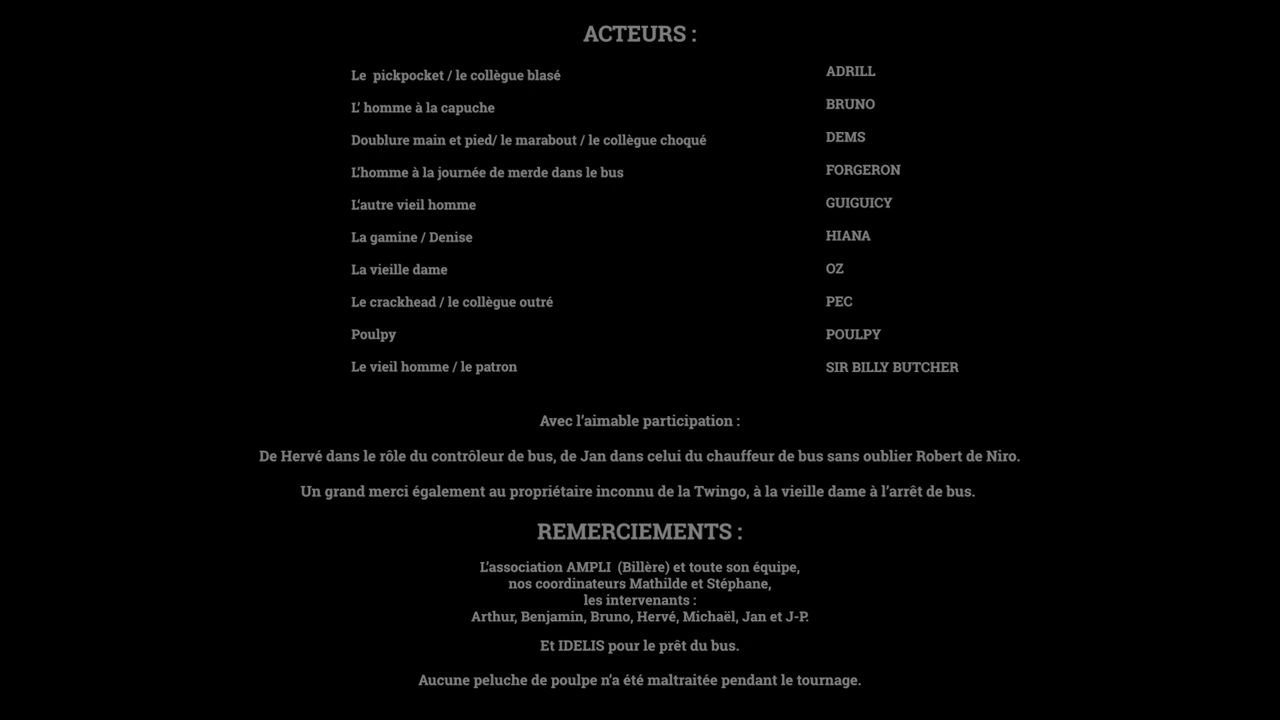 ACTEURS :
Le  pickpocket / le collègue blasé ADRILL
L’ homme à la capuche BRUNO
Doublure main et pied/ le marabout / le collègue choqué DEMS
L’homme à la journée de merde dans le bus FORGERON
L’autre vieil homme GUIGUICY
La gamine / Denise HIANA
La vieille dame OZ
Le crackhead / le collègue outré PEC
Poulpy POULPY
Le vieil homme / le patron SIR BILLY BUTCHER
Avec l’aimable participation :
De Hervé dans le rôle du contrôleur de bus, de Jan dans celui du chauffeur de bus sans oublier Robert de Niro.
Un grand merci également au propriétaire inconnu de la Twingo, à la vieille dame à l’arrêt de bus.
REMERCIEMENTS :
L’association AMPLI  (Billère) et toute son équipe,
nos coordinateurs Mathilde et Stéphane,
les intervenants :
Arthur, Benjamin, Bruno, Hervé, Michaël, Jan et J-P.
Et IDELIS pour le prêt du bus.
Aucune peluche de poulpe n’a été maltraitée pendant le tournage.